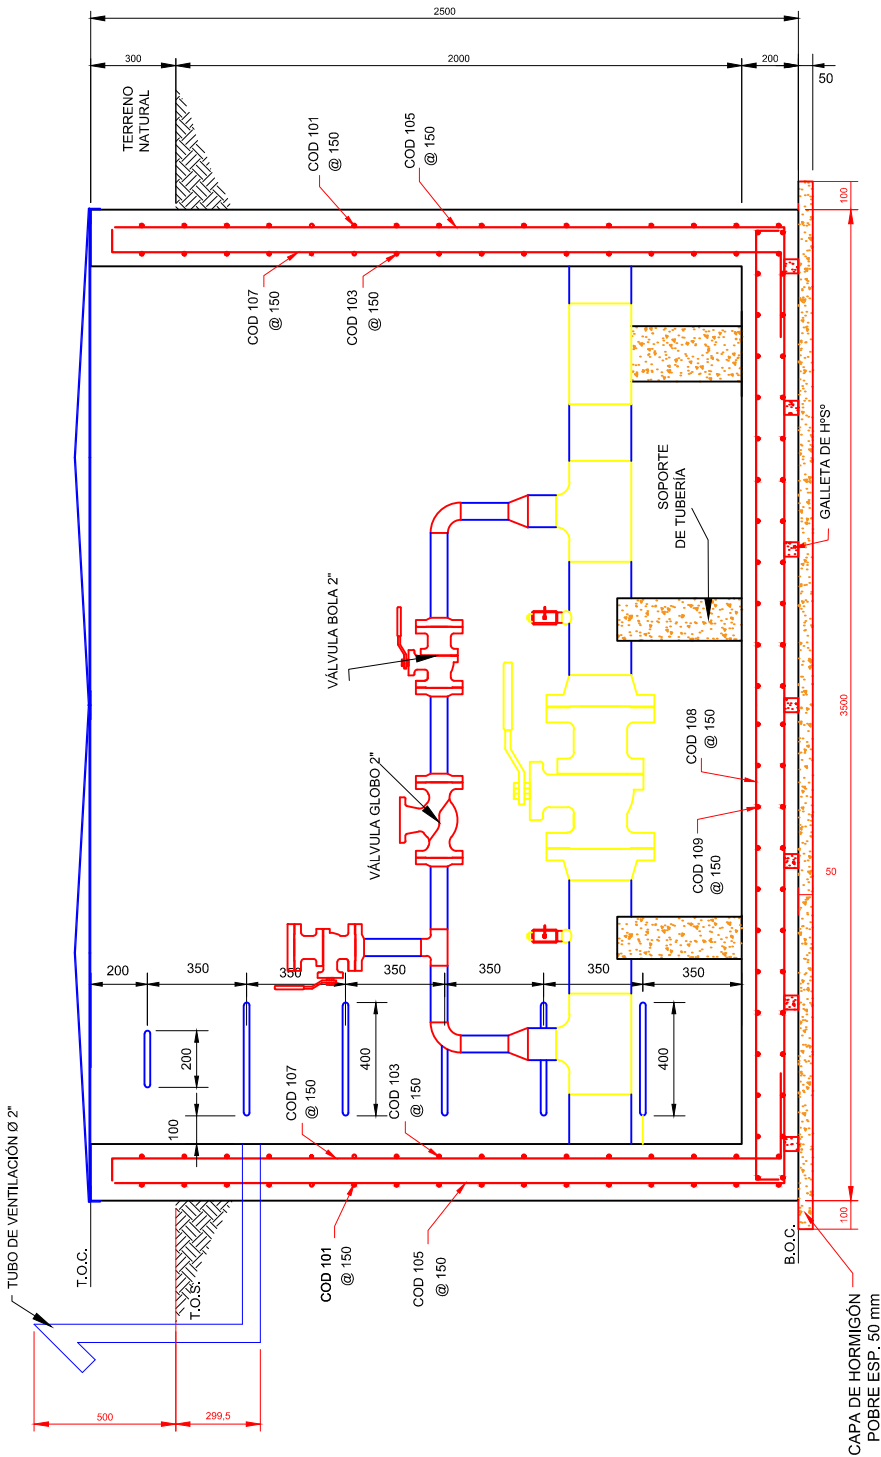 2500
300
2000
200
50
TERRENO
NATURAL
COD 101
@ 150
COD 105
@ 150
100
COD 107
@ 150
COD 103
@ 150
GALLETA DE HºSº
SOPORTE
DE TUBERÍA
VÁLVULA BOLA 2"
3500
COD 108
@ 150
VÁLVULA GLOBO 2"
COD 109
@ 150
50
200
350
350
350
350
350
350
200
400
400
100
COD 107
@ 150
COD 103
@ 150
TUBO DE VENTILACIÓN Ø 2"
T.O.C.
T.O.S.
COD 101
@ 150
COD 105
@ 150
B.O.C.
100
500
299,5
CAPA DE HORMIGÓN
POBRE ESP. 50 mm